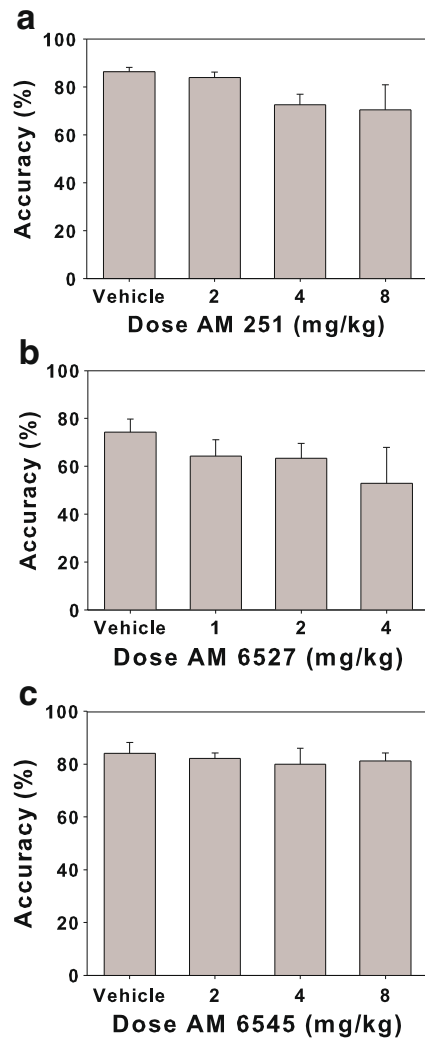 a
100
80
60
40
20
0
Accuracy (%)
Vehicle 2 4 8
Dose AM 251 (mg/kg)
b
100
80
60
40
20
0
Accuracy (%)
Vehicle 1 2 4
Dose AM 6527 (mg/kg)
c
100
80
60
40
20
0
Accuracy (%)
Vehicle 2 4 8
Dose AM 6545 (mg/kg)